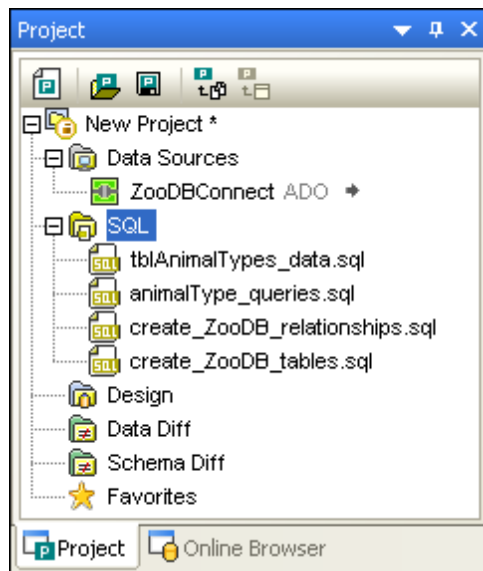 Project
New Project *
Data Sources
ZooDBConnect ADO
SQL
tblAnimalTypes_data.sql
animalType_queries.sql
create_ZooDB_relationships.sql
create_ZooDB_tables.sql
Design
Data Diff
Schema Diff
Favorites
Project Online Browser